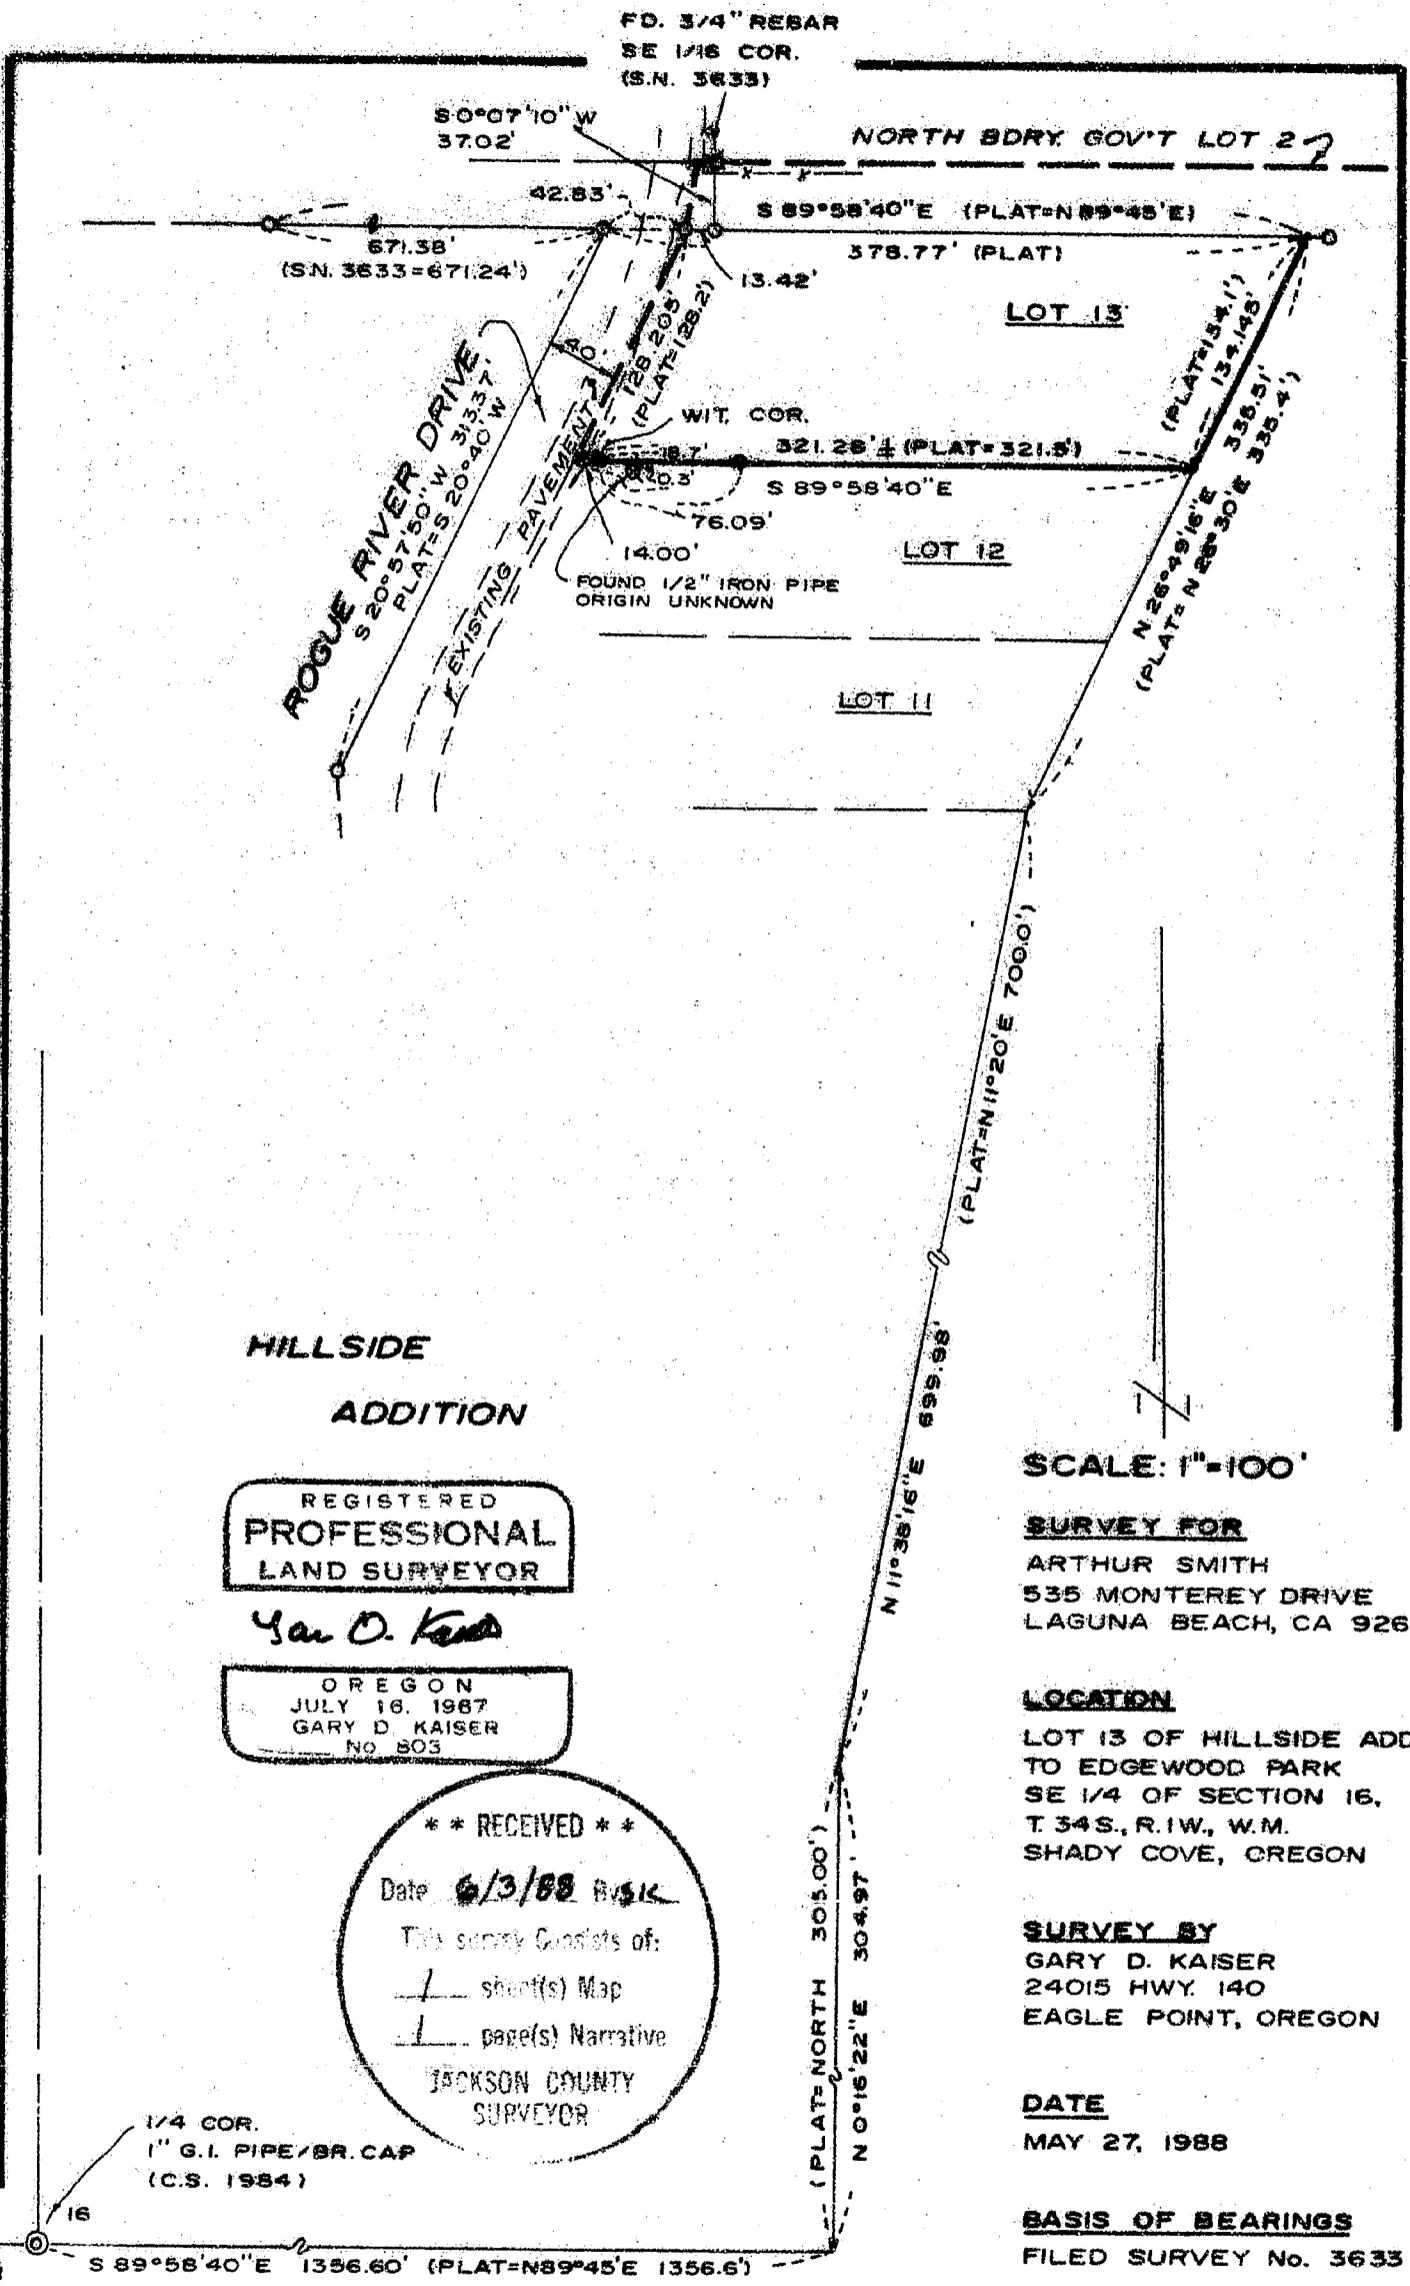 FD. 3/4" REBAR
SE 1/16 COR.
(S.N. 3633)
S 0°07'10" W
37.02'
NORTH BDRY. GOV'T LOT 2
42.83'
S 89°58'40"E (PLAT=N 89°45'E)
671.38'
(S.N. 3633=671.24')
378.77' (PLAT)
13.42'
LOT 13
40'
128.205'
(PLAT=128.2')
(PLAT=134.1')
134.145'
ROGUE RIVER DRIVE
S 20°57'50" W 313.37'
PLAT=S 20°40' W
EXISTING PAVEMENT
WIT. COR.
18.7'
321.26'± (PLAT=321.5')
S 89°58'40"E
76.09'
14.00'
FOUND 1/2" IRON PIPE
ORIGIN UNKNOWN
LOT 12
N 26°49'16"E 335.51'
(PLAT= N 26°30'E 335.4')
LOT 11
(PLAT=N 11°20'E 700.0')
N 11°38'16"E 699.98'
HILLSIDE
ADDITION
REGISTERED
PROFESSIONAL
LAND SURVEYOR
OREGON
JULY 16, 1967
GARY D. KAISER
No 803
* * RECEIVED * *
Date 6/3/88 By SK
This survey Consists of:
1 sheet(s) Map
1 page(s) Narrative
JACKSON COUNTY
SURVEYOR
(PLAT=NORTH 305.00')
N 0°16'22"E 304.97'
SCALE: 1"=100'
SURVEY FOR
ARTHUR SMITH
535 MONTEREY DRIVE
LAGUNA BEACH, CA 926
LOCATION
LOT 13 OF HILLSIDE ADD
TO EDGEWOOD PARK
SE 1/4 OF SECTION 16,
T. 34 S., R. 1 W., W.M.
SHADY COVE, OREGON
SURVEY BY
GARY D. KAISER
24015 HWY. 140
EAGLE POINT, OREGON
DATE
MAY 27, 1988
BASIS OF BEARINGS
FILED SURVEY No. 3633
1/4 COR.
1" G.I. PIPE/BR. CAP
(C.S. 1984)
16
S 89°58'40"E 1356.60' (PLAT=N89°45'E 1356.6')